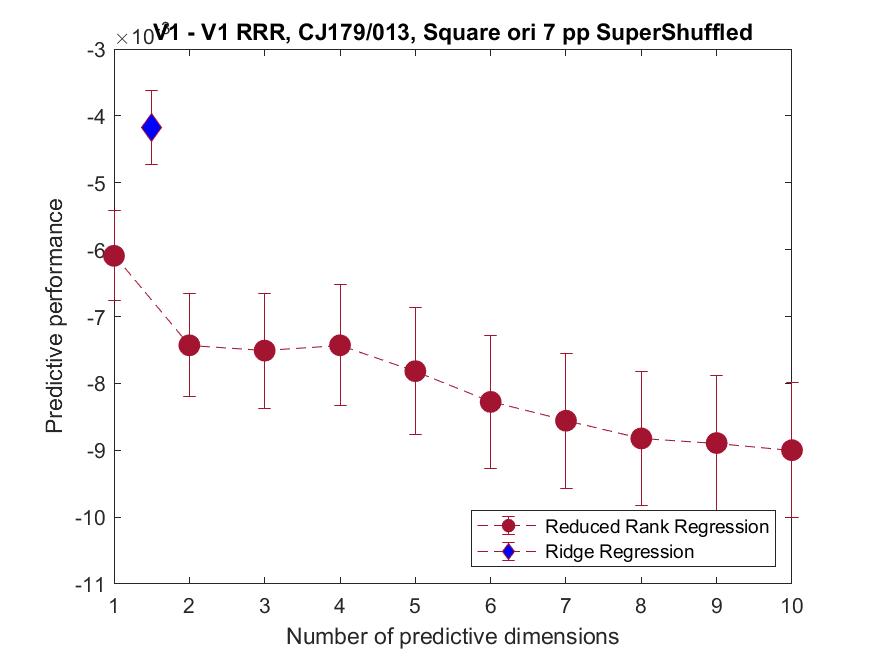 ×10-3
V1 - V1 RRR, CJ179/013, Square ori 7 pp SuperShuffled
-3
-4
-5
-6
-7
-8
-9
-10
-11
1 2 3 4 5 6 7 8 9 10
Predictive performance
Number of predictive dimensions
Reduced Rank Regression
Ridge Regression